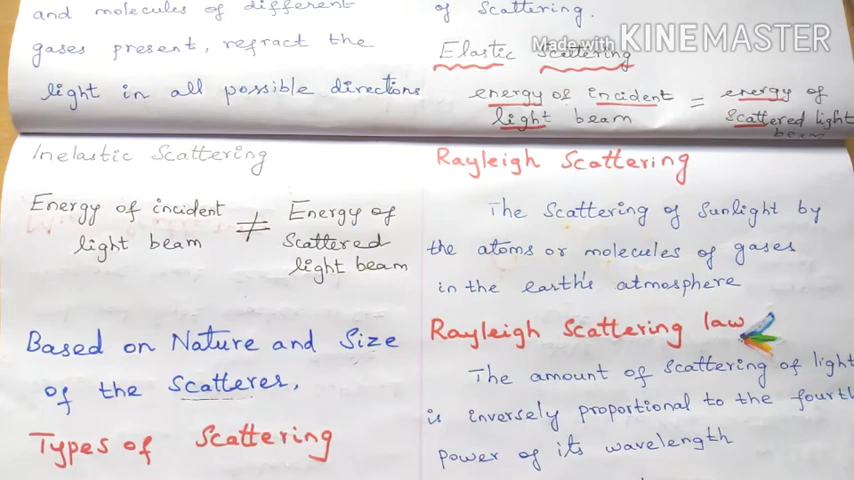 and molecules of different
gases present, refract the
light in all possible directions
of Scattering.
Elastic Scattering
energy of incident = energy of
light beam Scattered light
beam
Made with KINEMASTER
Inelastic Scattering
Energy of incident ≠ Energy of
light beam Scattered
light beam
Based on Nature and Size
of the Scatteres.
Types of Scattering
Rayleigh Scattering
The Scattering of Sunlight by
the atoms or molecules of gases
in the earth's atmosphere
Rayleigh Scattering law
The amount of Scattering of light
is inversely proportional to the fourth
power of its wavelength